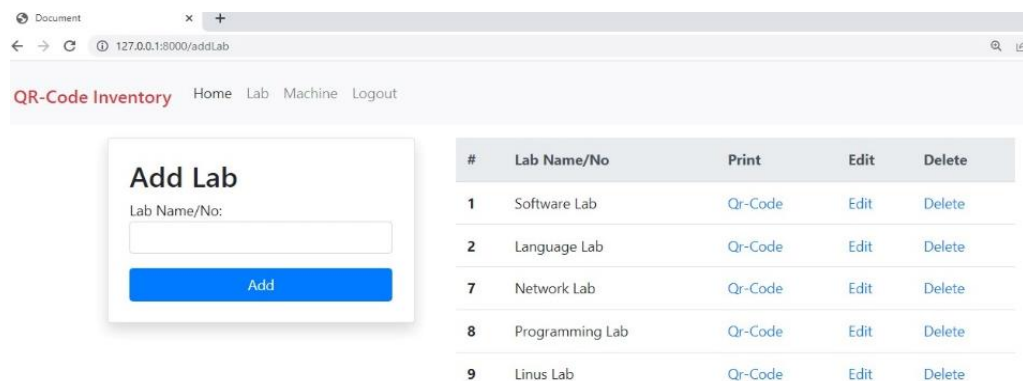 Document
127.0.0.1:8000/addLab
QR-Code Inventory Home Lab Machine Logout
Add Lab
Lab Name/No:
Add
# Lab Name/No Print Edit Delete
1 Software Lab Qr-Code Edit Delete
2 Language Lab Qr-Code Edit Delete
7 Network Lab Qr-Code Edit Delete
8 Programming Lab Qr-Code Edit Delete
9 Linus Lab Qr-Code Edit Delete